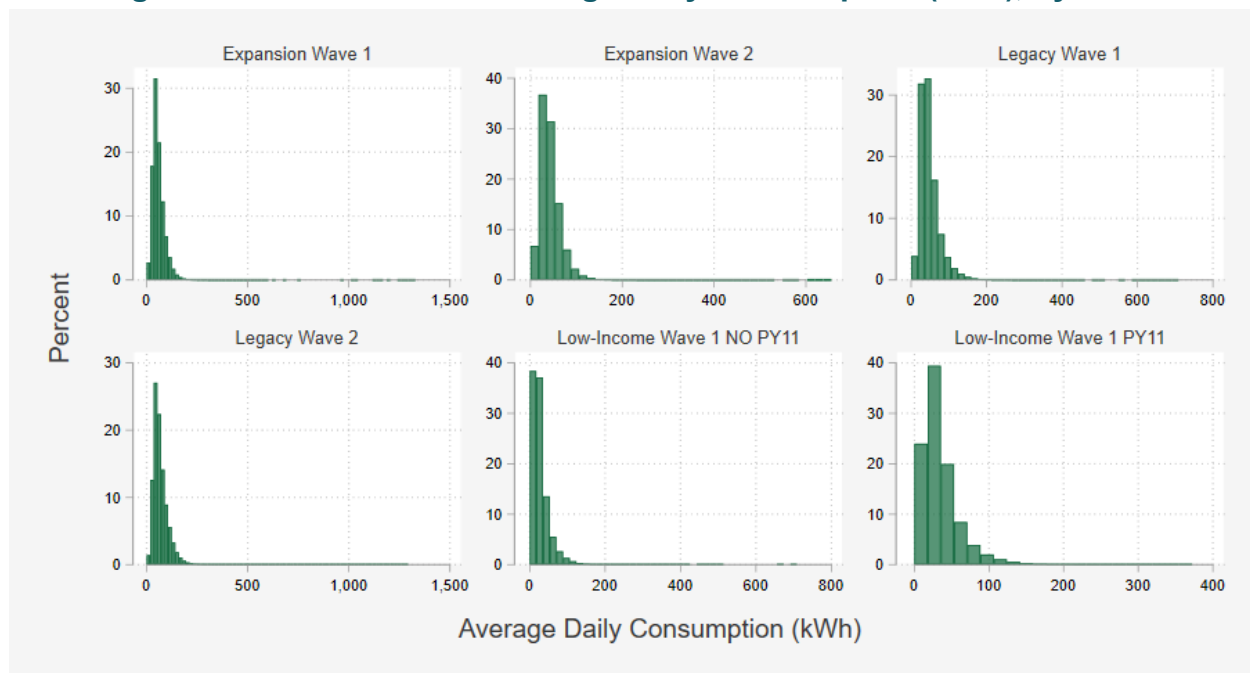 Expansion Wave 1
30
20
10
0
0 500 1,000 1,500
Expansion Wave 2
40
30
20
10
0
0 200 400 600
Legacy Wave 1
30
20
10
0
0 200 400 600 800
Percent
Legacy Wave 2
30
20
10
0
0 500 1,000 1,500
Low-Income Wave 1 NO PY11
40
30
20
10
0
0 200 400 600 800
Low-Income Wave 1 PY11
40
30
20
10
0
0 100 200 300 400
Average Daily Consumption (kWh)